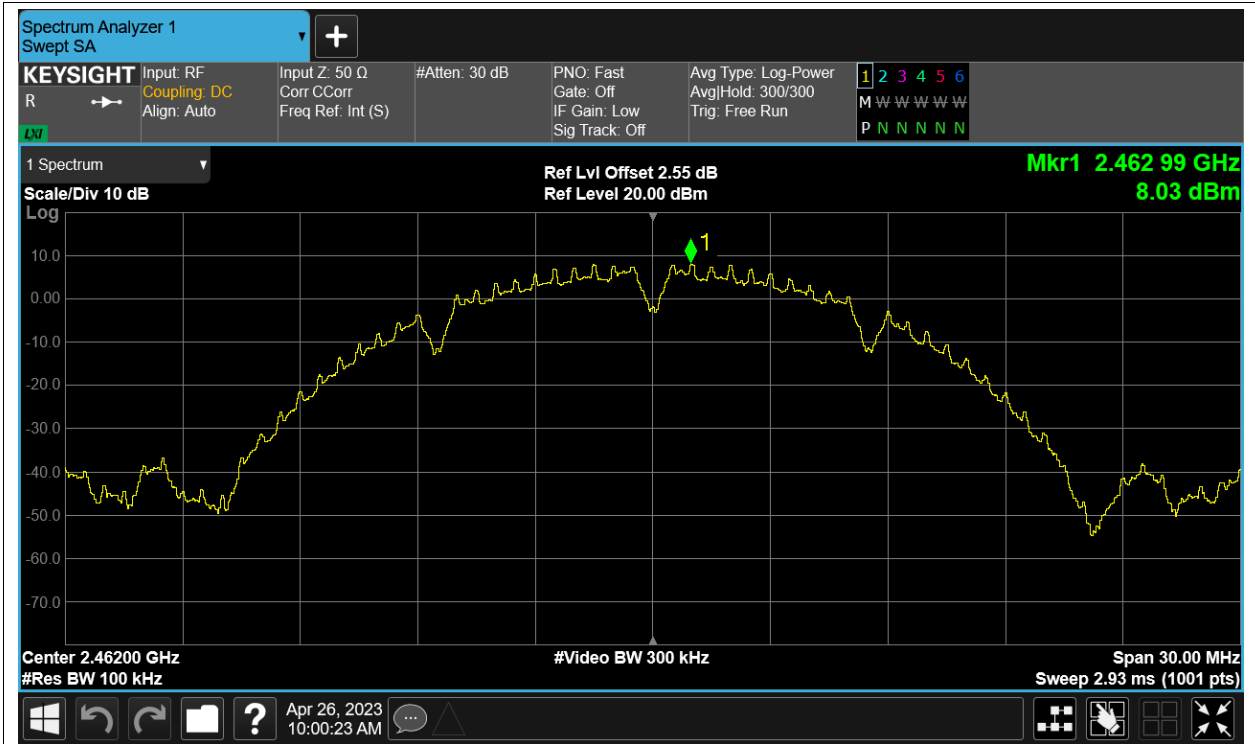 Spectrum Analyzer 1
Swept SA
KEYSIGHT
R
LXI
Input: RF
Coupling: DC
Align: Auto
Input Z: 50 Ω
Corr CCorr
Freq Ref: Int (S)
#Atten: 30 dB
PNO: Fast
Gate: Off
IF Gain: Low
Sig Track: Off
Avg Type: Log-Power
Avg|Hold: 300/300
Trig: Free Run
1 2 3 4 5 6
M W W W W W
P N N N N N
1 Spectrum
Scale/Div 10 dB
Log
Ref Lvl Offset 2.55 dB
Ref Level 20.00 dBm
Mkr1 2.462 99 GHz
8.03 dBm
1
10.0
0.00
-10.0
-20.0
-30.0
-40.0
-50.0
-60.0
-70.0
Center 2.46200 GHz
#Res BW 100 kHz
#Video BW 300 kHz
Span 30.00 MHz
Sweep 2.93 ms (1001 pts)
?
Apr 26, 2023
10:00:23 AM